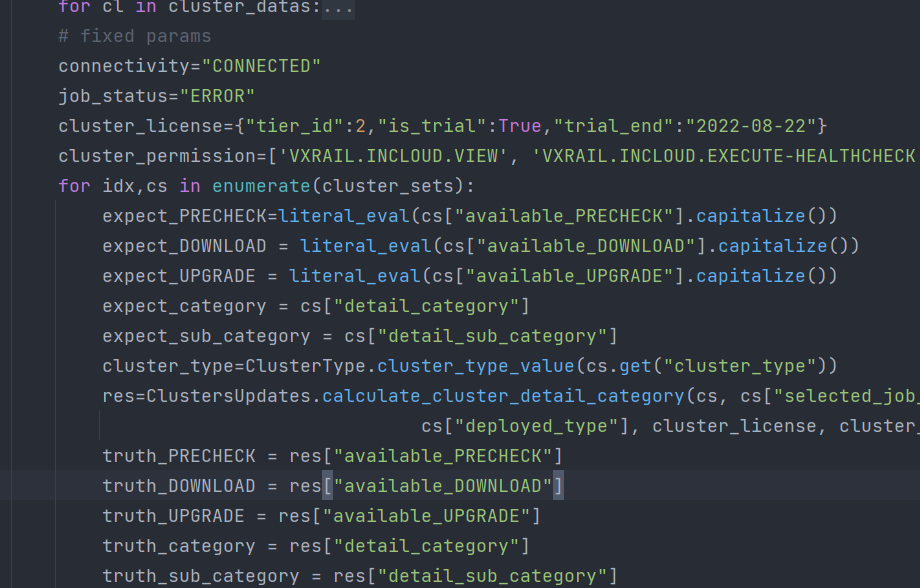 for cl in cluster_datas:...
# fixed params
connectivity="CONNECTED"
job_status="ERROR"
cluster_license={"tier_id":2,"is_trial":True,"trial_end":"2022-08-22"}
cluster_permission=['VXRAIL.INCLOUD.VIEW', 'VXRAIL.INCLOUD.EXECUTE-HEALTHCHECK
for idx,cs in enumerate(cluster_sets):
expect_PRECHECK=literal_eval(cs["available_PRECHECK"].capitalize())
expect_DOWNLOAD = literal_eval(cs["available_DOWNLOAD"].capitalize())
expect_UPGRADE = literal_eval(cs["available_UPGRADE"].capitalize())
expect_category = cs["detail_category"]
expect_sub_category = cs["detail_sub_category"]
cluster_type=ClusterType.cluster_type_value(cs.get("cluster_type"))
res=ClustersUpdates.calculate_cluster_detail_category(cs, cs["selected_job_
cs["deployed_type"], cluster_license, cluster_
truth_PRECHECK = res["available_PRECHECK"]
truth_DOWNLOAD = res["available_DOWNLOAD"]
truth_UPGRADE = res["available_UPGRADE"]
truth_category = res["detail_category"]
truth_sub_category = res["detail_sub_category"]